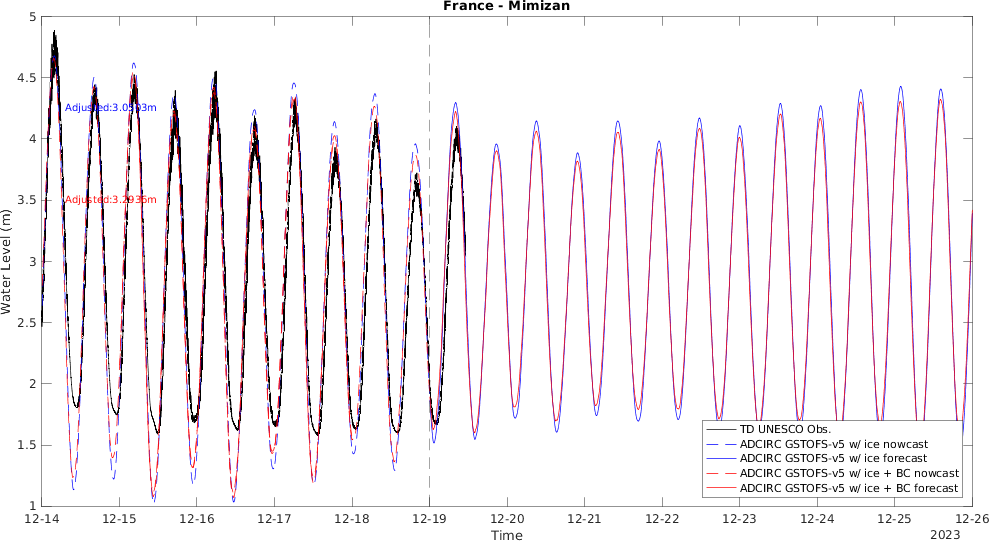 France - Mimizan
Water Level (m)
5
4.5
4
3.5
3
2.5
2
1.5
1
Adjusted:3.0593m
Adjusted:3.2935m
TD UNESCO Obs.
ADCIRC GSTOFS-v5 w/ ice nowcast
ADCIRC GSTOFS-v5 w/ ice forecast
ADCIRC GSTOFS-v5 w/ ice + BC nowcast
ADCIRC GSTOFS-v5 w/ ice + BC forecast
12-14 12-15 12-16 12-17 12-18 12-19 12-20 12-21 12-22 12-23 12-24 12-25 12-26
Time
2023